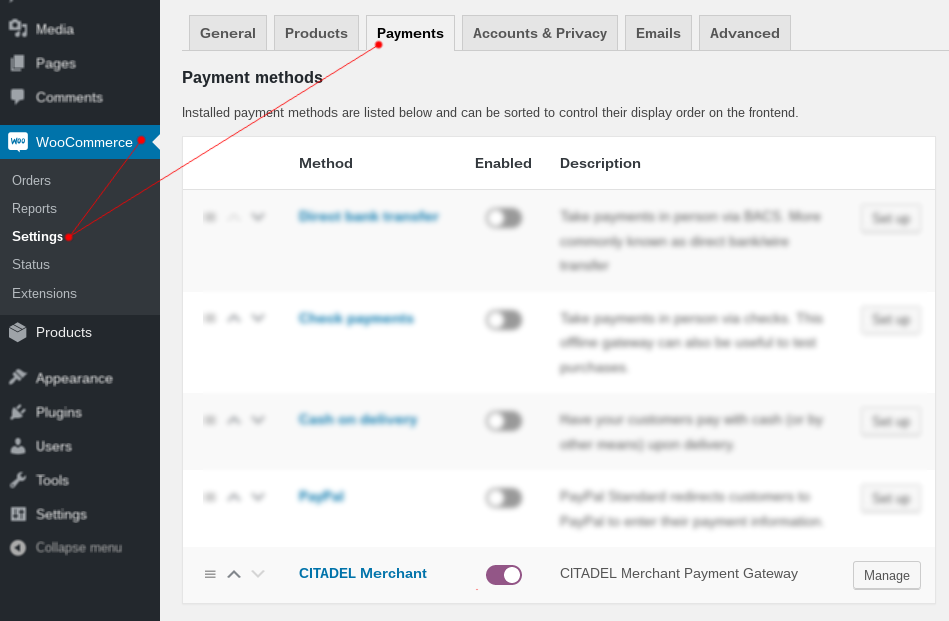 Media
Pages
Comments
WOO WooCommerce
Orders
Reports
Settings
Status
Extensions
Products
Appearance
Plugins
Users
Tools
Settings
Collapse menu
General Products Payments Accounts & Privacy Emails Advanced
Payment methods
Installed payment methods are listed below and can be sorted to control their display order on the frontend.
Method Enabled Description
Direct bank transfer Take payments in person via BACS. More Set up
commonly known as direct bank/wire
transfer
Check payments Take payments in person via checks. This Set up
offline gateway can also be useful to test
purchases.
Cash on delivery Have your customers pay with cash (or by Set up
other means) upon delivery.
PayPal PayPal Standard redirects customers to Set up
PayPal to enter their payment information.
CITADEL Merchant CITADEL Merchant Payment Gateway Manage